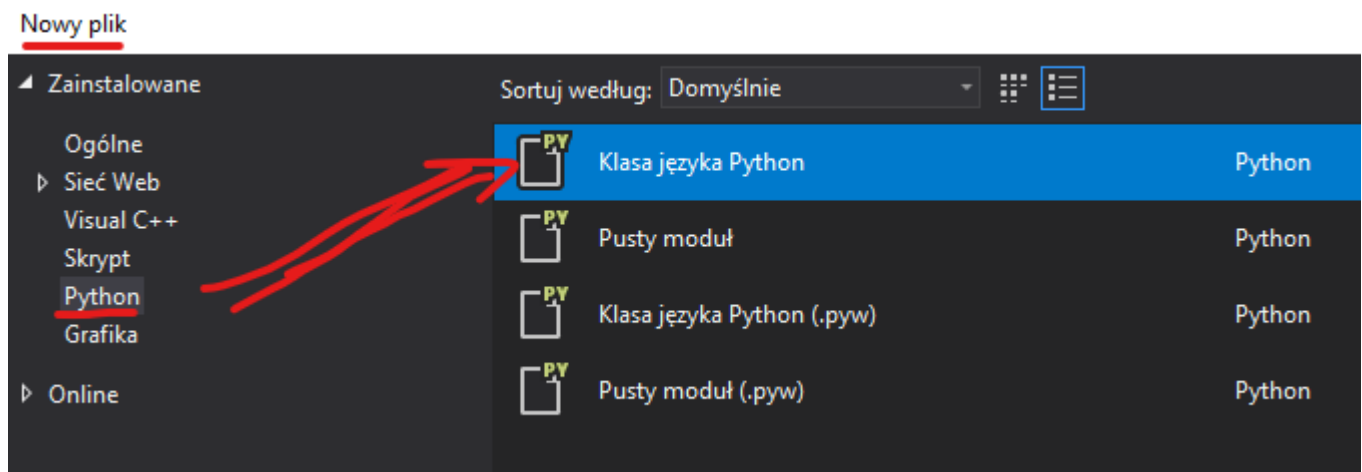 Nowy plik
Zainstalowane
Ogólne
Sieć Web
Visual C++
Skrypt
Python
Grafika
Online
Sortuj według: Domyślnie
PY Klasa języka Python Python
PY Pusty moduł Python
PY Klasa języka Python (.pyw) Python
PY Pusty moduł (.pyw) Python